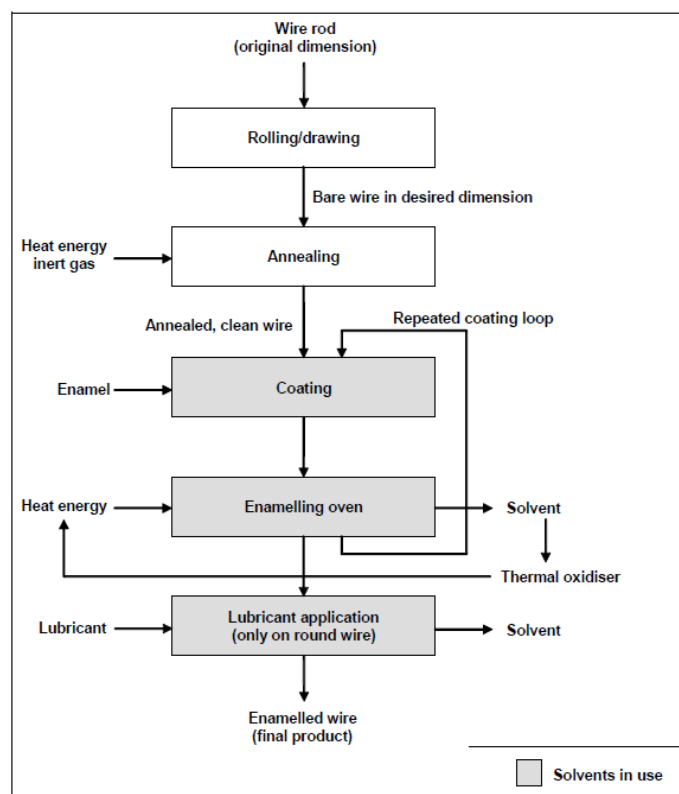 Wire rod
(original dimension)
Rolling/drawing
Bare wire in desired dimension
Heat energy
inert gas
Annealing
Annealed, clean wire
Repeated coating loop
Enamel
Coating
Heat energy
Enamelling oven
Solvent
Thermal oxidiser
Lubricant
Lubricant application
(only on round wire)
Solvent
Enamelled wire
(final product)
Solvents in use